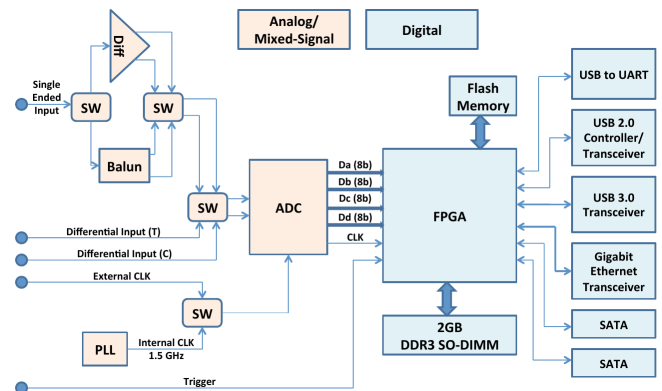 Analog/
Mixed-Signal
Digital
Diff
Single
Ended
Input
SW
SW
Balun
Flash
Memory
USB to UART
USB 2.0
Controller/
Transceiver
USB 3.0
Transceiver
Gigabit
Ethernet
Transceiver
SATA
SATA
SW
ADC
Da (8b)
Db (8b)
Dc (8b)
Dd (8b)
CLK
FPGA
Differential Input (T)
Differential Input (C)
External CLK
SW
PLL
Internal CLK
1.5 GHz
2GB
DDR3 SO-DIMM
Trigger